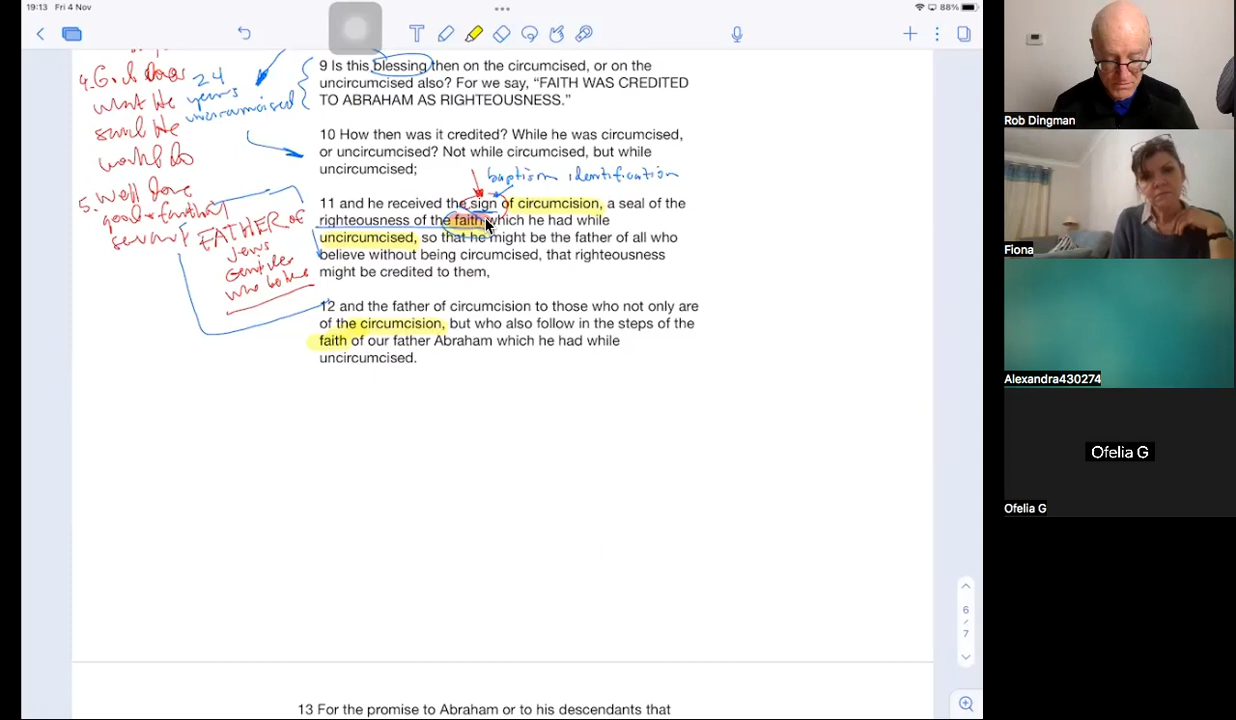 19:13 Fri 4 Nov
88%
4. G. is does
what He
said He
would do
5. Well done
good + faithful
servant
24
years
uncircumcised
FATHER OF
Jews
Gentiles
who believe
9 Is this blessing then on the circumcised, or on the
uncircumcised also? For we say, “FAITH WAS CREDITED
TO ABRAHAM AS RIGHTEOUSNESS.”
10 How then was it credited? While he was circumcised,
or uncircumcised? Not while circumcised, but while
uncircumcised;
baptism identification
11 and he received the sign of circumcision, a seal of the
righteousness of the faith which he had while
uncircumcised, so that he might be the father of all who
believe without being circumcised, that righteousness
might be credited to them,
12 and the father of circumcision to those who not only are
of the circumcision, but who also follow in the steps of the
faith of our father Abraham which he had while
uncircumcised.
13 For the promise to Abraham or to his descendants that
6
/
7
Rob Dingman
Fiona
Alexandra430274
Ofelia G
Ofelia G